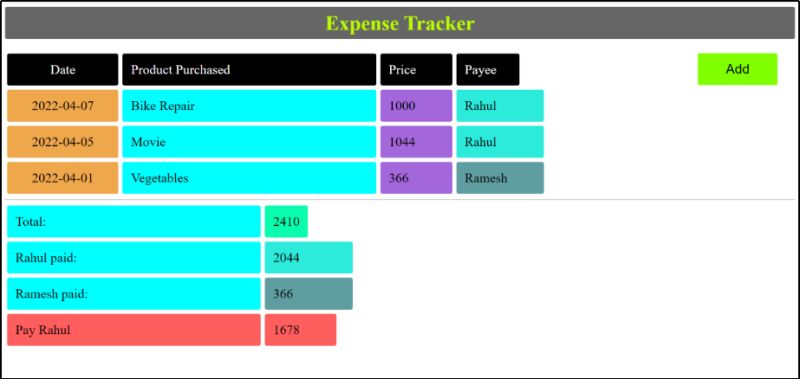 Expense Tracker
Date Product Purchased Price Payee Add
2022-04-07 Bike Repair 1000 Rahul
2022-04-05 Movie 1044 Rahul
2022-04-01 Vegetables 366 Ramesh
Total: 2410
Rahul paid: 2044
Ramesh paid: 366
Pay Rahul 1678